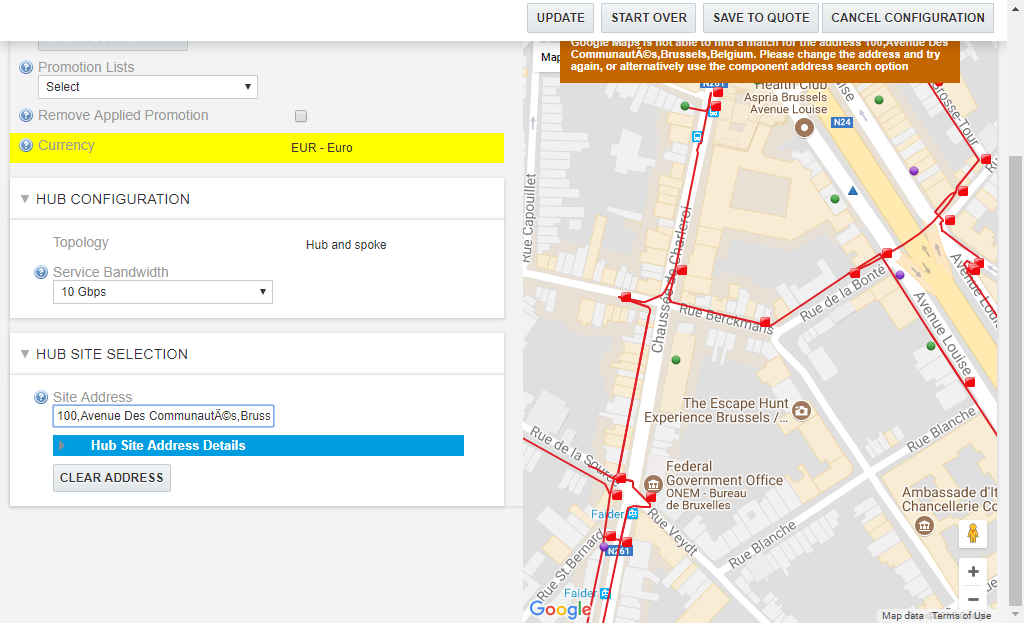 UPDATE
START OVER
SAVE TO QUOTE
CANCEL CONFIGURATION
Promotion Lists
Select
Remove Applied Promotion
Currency
EUR - Euro
HUB CONFIGURATION
Topology
Hub and spoke
Service Bandwidth
10 Gbps
HUB SITE SELECTION
Site Address
100,Avenue Des CommunautÃ©s,Bruss
Hub Site Address Details
CLEAR ADDRESS
Map
Google Maps is not able to find a match for the address 100,Avenue Des
CommunautÃ©s,Brussels,Belgium. Please change the address and try
again, or alternatively use the component address search option
N261
Health Club
Aspria Brussels
Avenue Louise
N24
Rue Capouillet
Chaussée de Charleroi
Rue Berckmans
Rue de la Bonté
Avenue Louise
The Escape Hunt
Experience Brussels /...
Rue Blanche
Rue de la Source
Federal
Government Office
ONEM - Bureau
de Bruxelles
Ambassade d'It
Chancellerie Co
Faider
Rue Veydt
Rue Blanche
N261
Rue St.Bernard
Faider
Google
+
−
Map data
Terms of Use